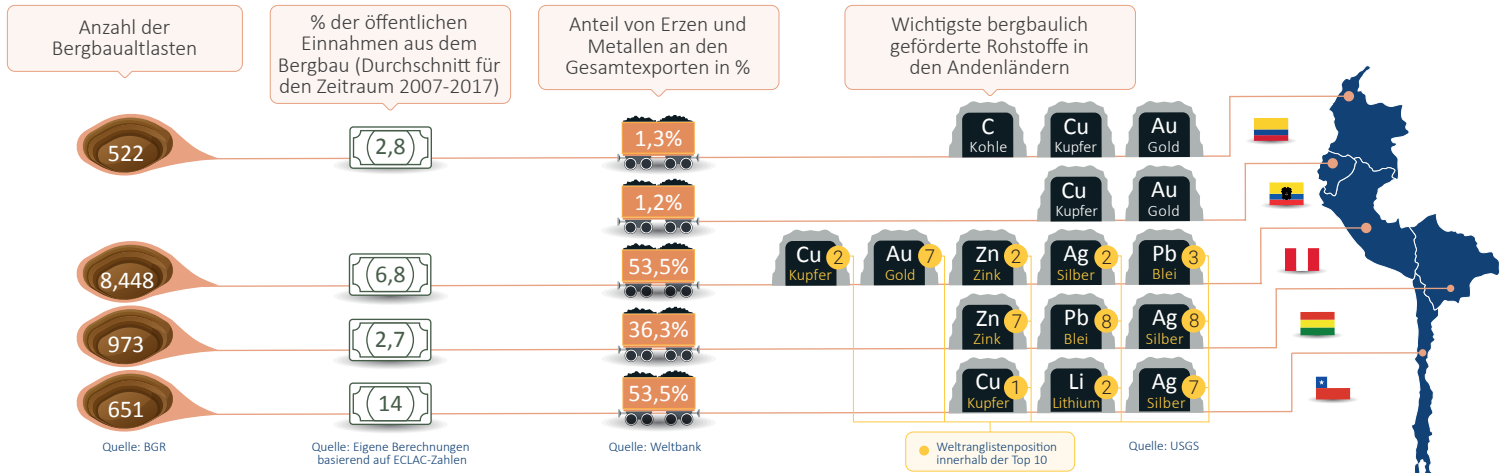 Anzahl der
Bergbaualtlasten
% der öffentlichen
Einnahmen aus dem
Bergbau (Durchschnitt für
den Zeitraum 2007-2017)
Anteil von Erzen und
Metallen an den
Gesamtexporten in %
Wichtigste bergbaulich
geförderte Rohstoffe in
den Andenländern
522
2,8
1,3%
C
Kohle
Cu
Kupfer
Au
Gold
1,2%
Cu
Kupfer
Au
Gold
8,448
6,8
53,5%
Cu 2
Kupfer
Au 7
Gold
Zn 2
Zink
Ag 2
Silber
Pb 3
Blei
973
2,7
36,3%
Zn 7
Zink
Pb 8
Blei
Ag 8
Silber
651
14
53,5%
Cu 1
Kupfer
Li 2
Lithium
Ag 7
Silber
Quelle: BGR
Quelle: Eigene Berechnungen
basierend auf ECLAC-Zahlen
Quelle: Weltbank
Weltranglistenposition
innerhalb der Top 10
Quelle: USGS